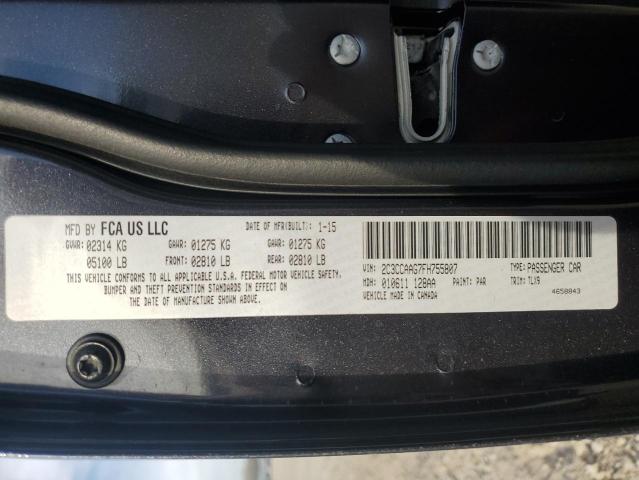 MFD BY FCA US LLC DATE OF MFR(BUILT): 1-15
GVWR: 02314 KG GAWR: 01275 KG GAWR: 01275 KG
05100 LB FRONT: 02810 LB REAR: 02810 LB
THIS VEHICLE CONFORMS TO ALL APPLICABLE U.S.A. FEDERAL MOTOR VEHICLE SAFETY,
BUMPER AND THEFT PREVENTION STANDARDS IN EFFECT ON
THE DATE OF MANUFACTURE SHOWN ABOVE.
VIN: 2C3CCAAG7FH755807 TYPE: PASSENGER CAR
MDH: 010611 128AA PAINT: PAR TRIM: TLX9
VEHICLE MADE IN CANADA 4658843